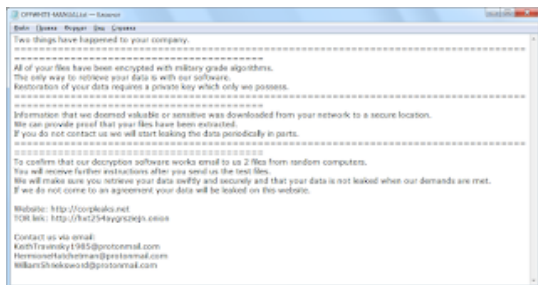 Файл Правка Формат Вид Справка
Two things have happened to your company.
==========================================================================================
========================================
All of your files have been encrypted with military grade algorithms.
The only way to retrieve your data is with our software.
Restoration of your data requires a private key which only we possess.
==========================================================================================
========================================
Information that we deemed valuable or sensitive was downloaded from your network to a secure location.
We can provide proof that your files have been extracted.
If you do not contact us we will start leaking the data periodically in parts.
==========================================================================================
========================================
To confirm that our decryption software works email to us 2 files from random computers.
You will receive further instructions after you send us the test files.
We will make sure you retrieve your data swiftly and securely and that your data is not leaked when our demands are met.
If we do not come to an agreement your data will be leaked on this website.
Website: http://corpleaks.net
TOR link:
Contact us via email:
KeithTravinsky1985@protonmail.com